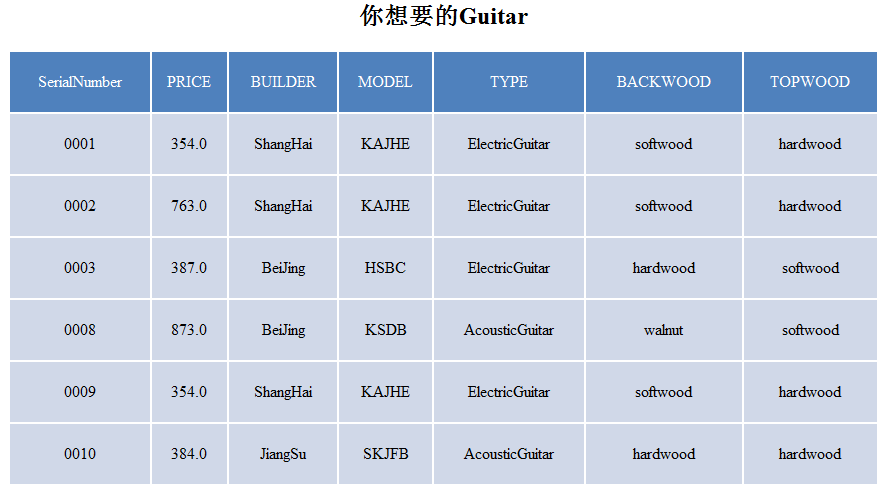 你想要的Guitar
SerialNumber PRICE BUILDER MODEL TYPE BACKWOOD TOPWOOD
0001 354.0 ShangHai KAJHE ElectricGuitar softwood hardwood
0002 763.0 ShangHai KAJHE ElectricGuitar softwood hardwood
0003 387.0 BeiJing HSBC ElectricGuitar hardwood softwood
0008 873.0 BeiJing KSDB AcousticGuitar walnut softwood
0009 354.0 ShangHai KAJHE ElectricGuitar softwood hardwood
0010 384.0 JiangSu SKJFB AcousticGuitar hardwood hardwood